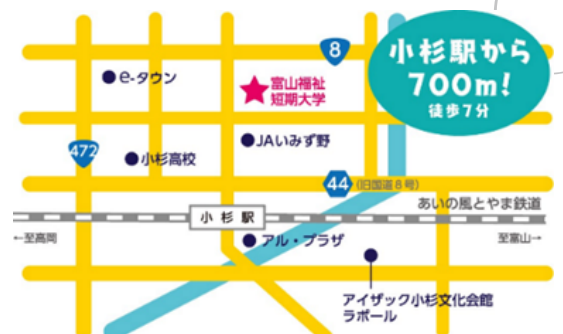 8
小杉駅から
700m!
徒歩7分
e-タウン
富山福祉
短期大学
JAいみず野
472
小杉高校
44
(旧国道8号)
あいの風とやま鉄道
小杉駅
←至高岡
アル・プラザ
至富山→
アイザック小杉文化会館
ラポール